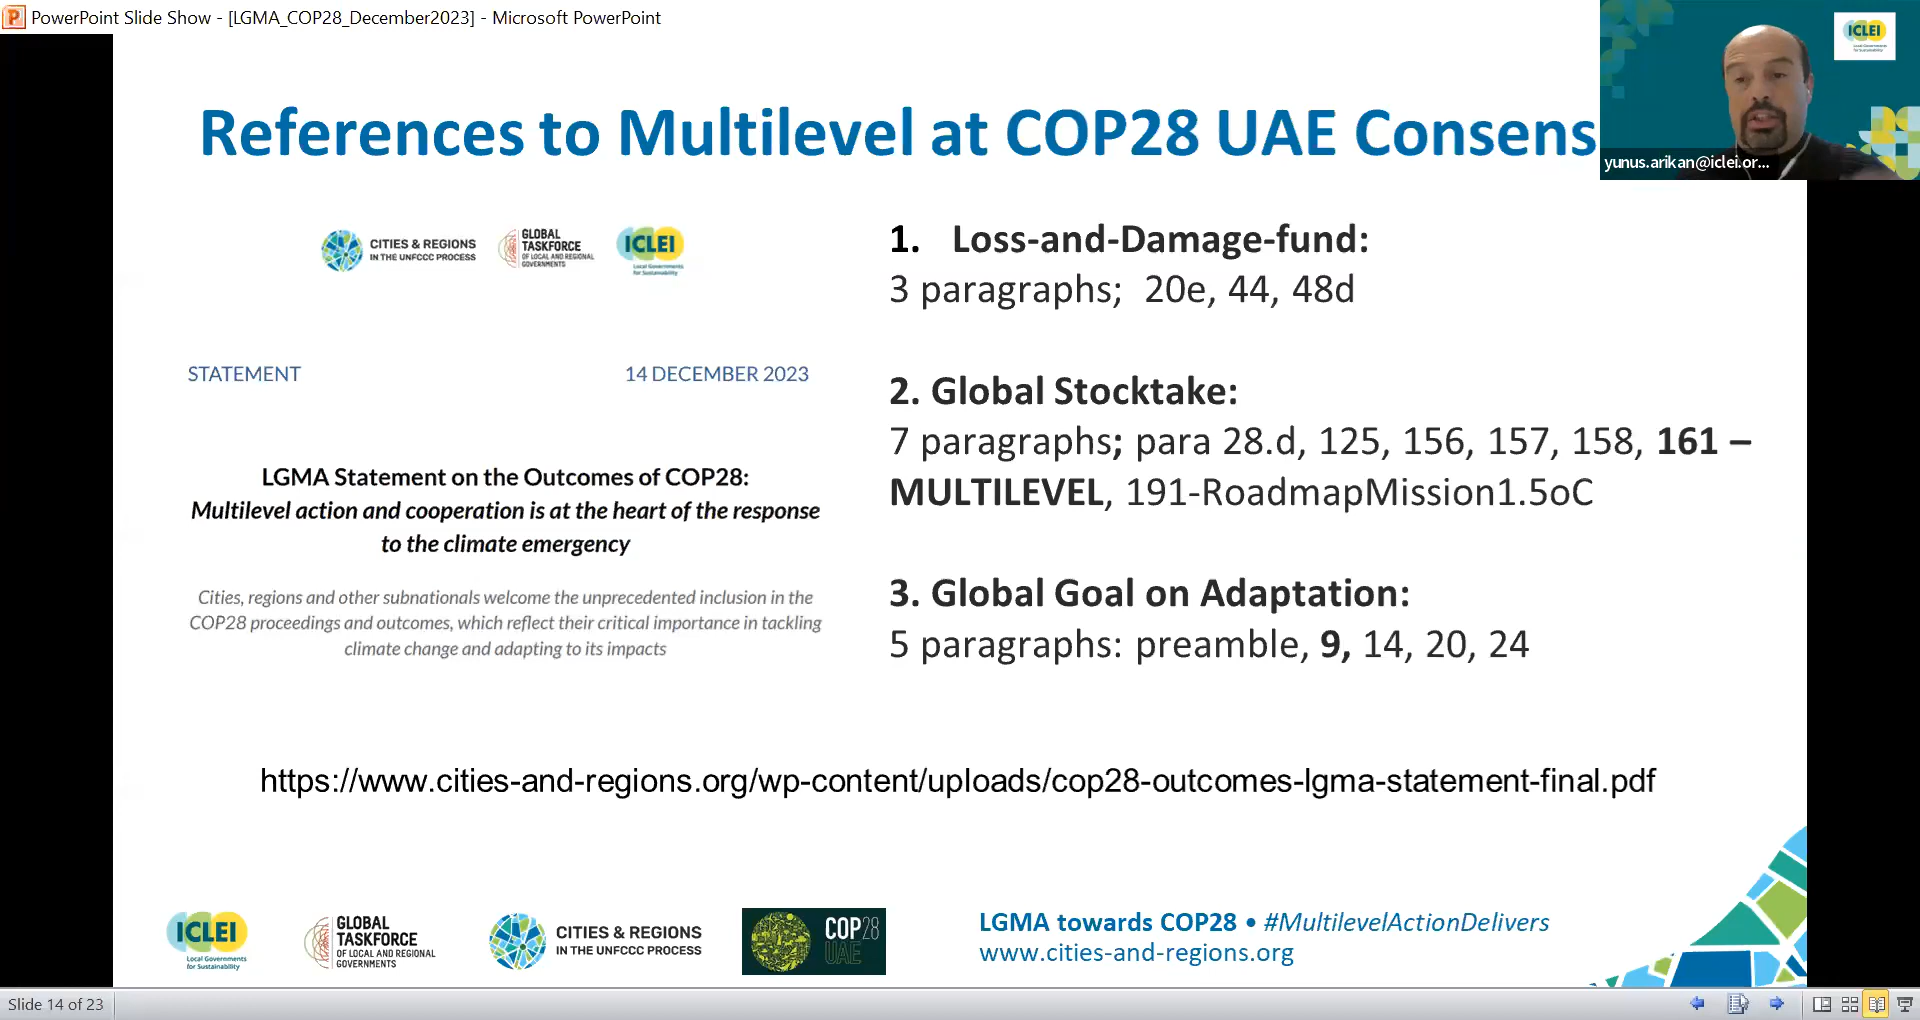 PowerPoint Slide Show - [LGMA_COP28_December2023] - Microsoft PowerPoint
ICLEI
yunus.arikan@iclei.or...
References to Multilevel at COP28 UAE Consens
CITIES & REGIONS
IN THE UNFCCC PROCESS
GLOBAL
TASKFORCE
OF LOCAL AND REGIONAL
GOVERNMENTS
ICLEI
Local Governments
for Sustainability
STATEMENT
14 DECEMBER 2023
LGMA Statement on the Outcomes of COP28:
Multilevel action and cooperation is at the heart of the response
to the climate emergency
Cities, regions and other subnationals welcome the unprecedented inclusion in the
COP28 proceedings and outcomes, which reflect their critical importance in tackling
climate change and adapting to its impacts
1. Loss-and-Damage-fund:
3 paragraphs; 20e, 44, 48d
2. Global Stocktake:
7 paragraphs; para 28.d, 125, 156, 157, 158, 161 –
MULTILEVEL, 191-RoadmapMission1.5oC
3. Global Goal on Adaptation:
5 paragraphs: preamble, 9, 14, 20, 24
https://www.cities-and-regions.org/wp-content/uploads/cop28-outcomes-lgma-statement-final.pdf
ICLEI
Local Governments
for Sustainability
GLOBAL
TASKFORCE
OF LOCAL AND REGIONAL
GOVERNMENTS
CITIES & REGIONS
IN THE UNFCCC PROCESS
COP28
UAE
LGMA towards COP28 • #MultilevelActionDelivers
www.cities-and-regions.org
Slide 14 of 23